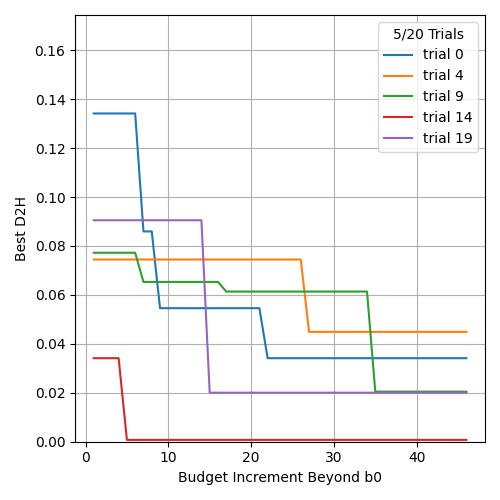 5/20 Trials
trial 0
trial 4
trial 9
trial 14
trial 19
0.16
0.14
0.12
0.10
0.08
0.06
0.04
0.02
0.00
Best D2H
0 10 20 30 40
Budget Increment Beyond b0